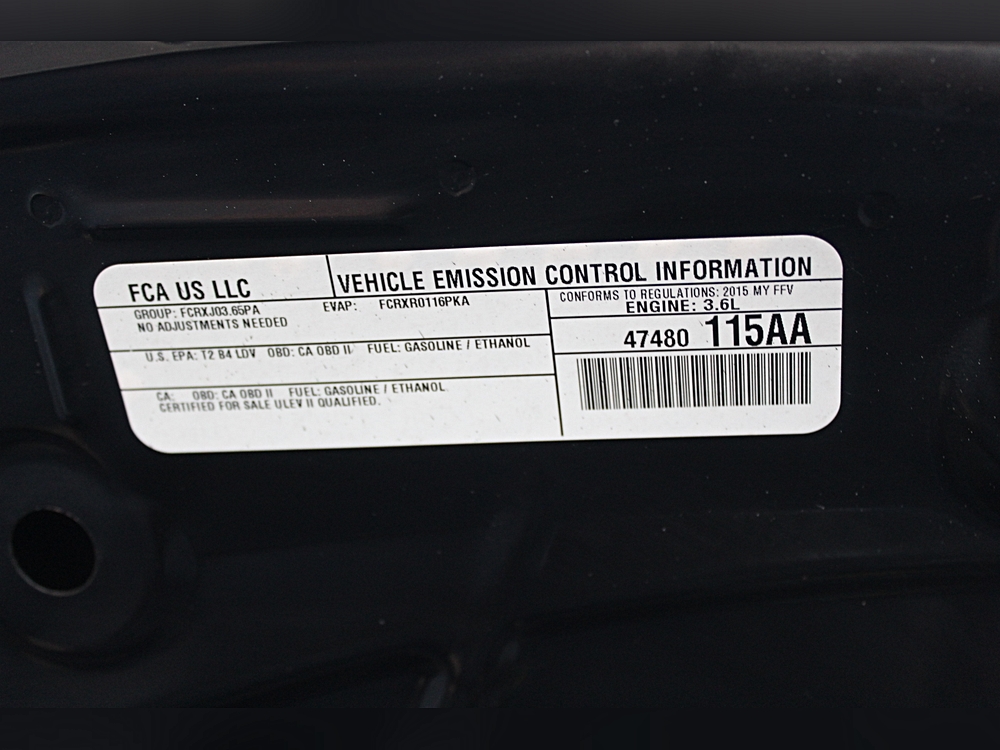 FCA US LLC
VEHICLE EMISSION CONTROL INFORMATION
GROUP: FCRXJ03.65PA
EVAP: FCRXR0116PKA
NO ADJUSTMENTS NEEDED
U.S. EPA: T2 B4 LDV OBD: CA OBD II FUEL: GASOLINE / ETHANOL
CA: OBD: CA OBD II FUEL: GASOLINE / ETHANOL
CERTIFIED FOR SALE ULEV II QUALIFIED.
CONFORMS TO REGULATIONS: 2015 MY FFV
ENGINE: 3.6L
47480 115AA